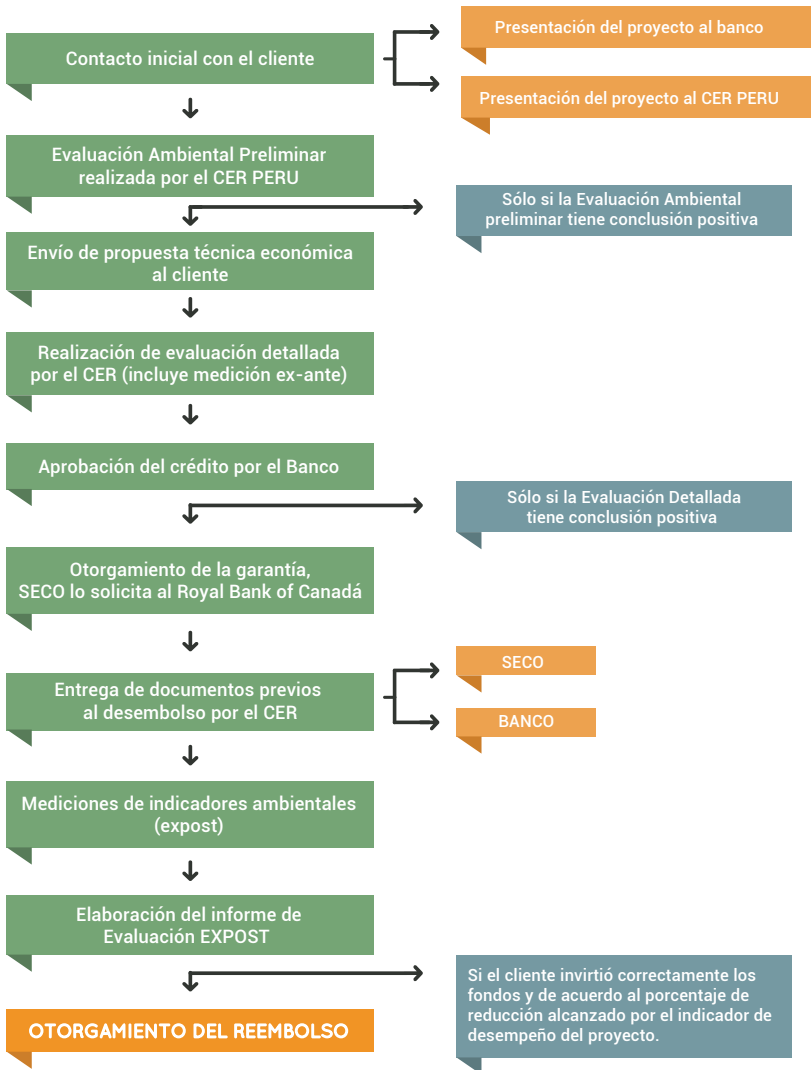 Contacto inicial con el cliente
Presentación del proyecto al banco
Presentación del proyecto al CER PERU
Evaluación Ambiental Preliminar
realizada por el CER PERU
Sólo si la Evaluación Ambiental
preliminar tiene conclusión positiva
Envío de propuesta técnica económica
al cliente
Realización de evaluación detallada
por el CER (incluye medición ex-ante)
Aprobación del crédito por el Banco
Sólo si la Evaluación Detallada
tiene conclusión positiva
Otorgamiento de la garantía,
SECO lo solicita al Royal Bank of Canadá
Entrega de documentos previos
al desembolso por el CER
SECO
BANCO
Mediciones de indicadores ambientales
(expost)
Elaboración del informe de
Evaluación EXPOST
Si el cliente invirtió correctamente los
fondos y de acuerdo al porcentaje de
reducción alcanzado por el indicador de
desempeño del proyecto.
OTORGAMIENTO DEL REEMBOLSO